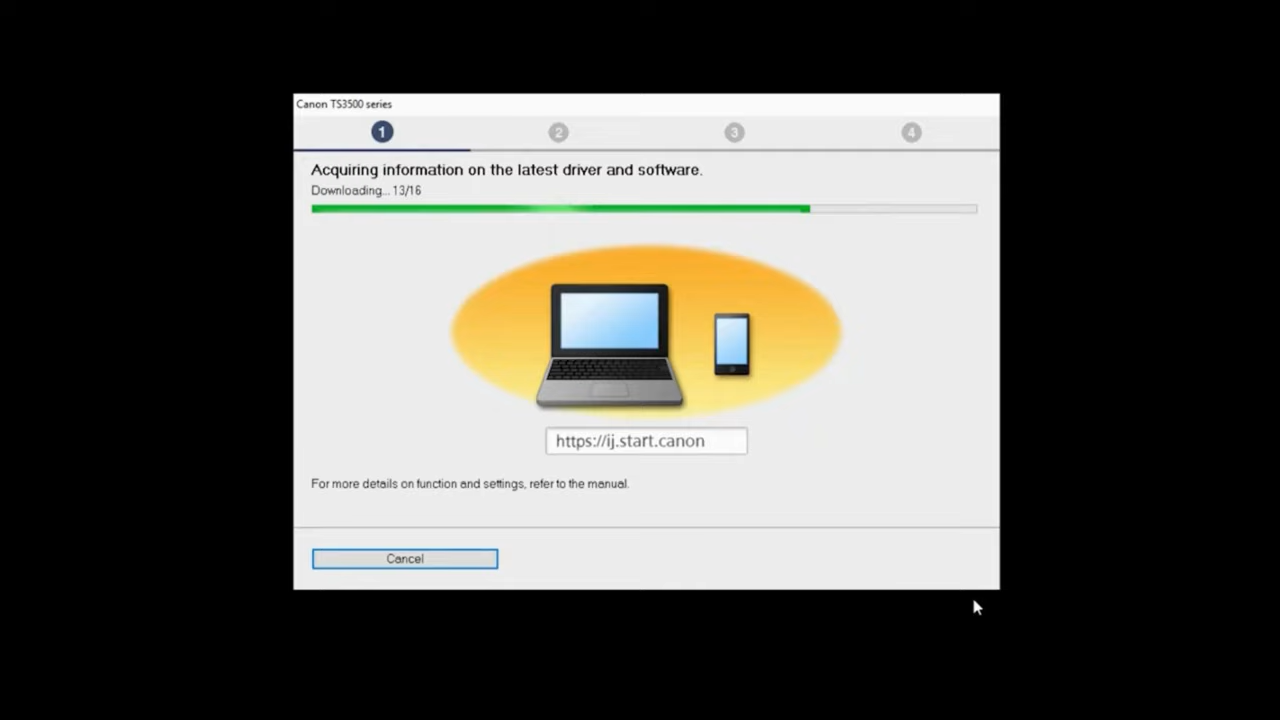 Canon TS3500 series
1 2 3 4
Acquiring information on the latest driver and software.
Downloading... 13/16
https://ij.start.canon
For more details on function and settings, refer to the manual.
Cancel